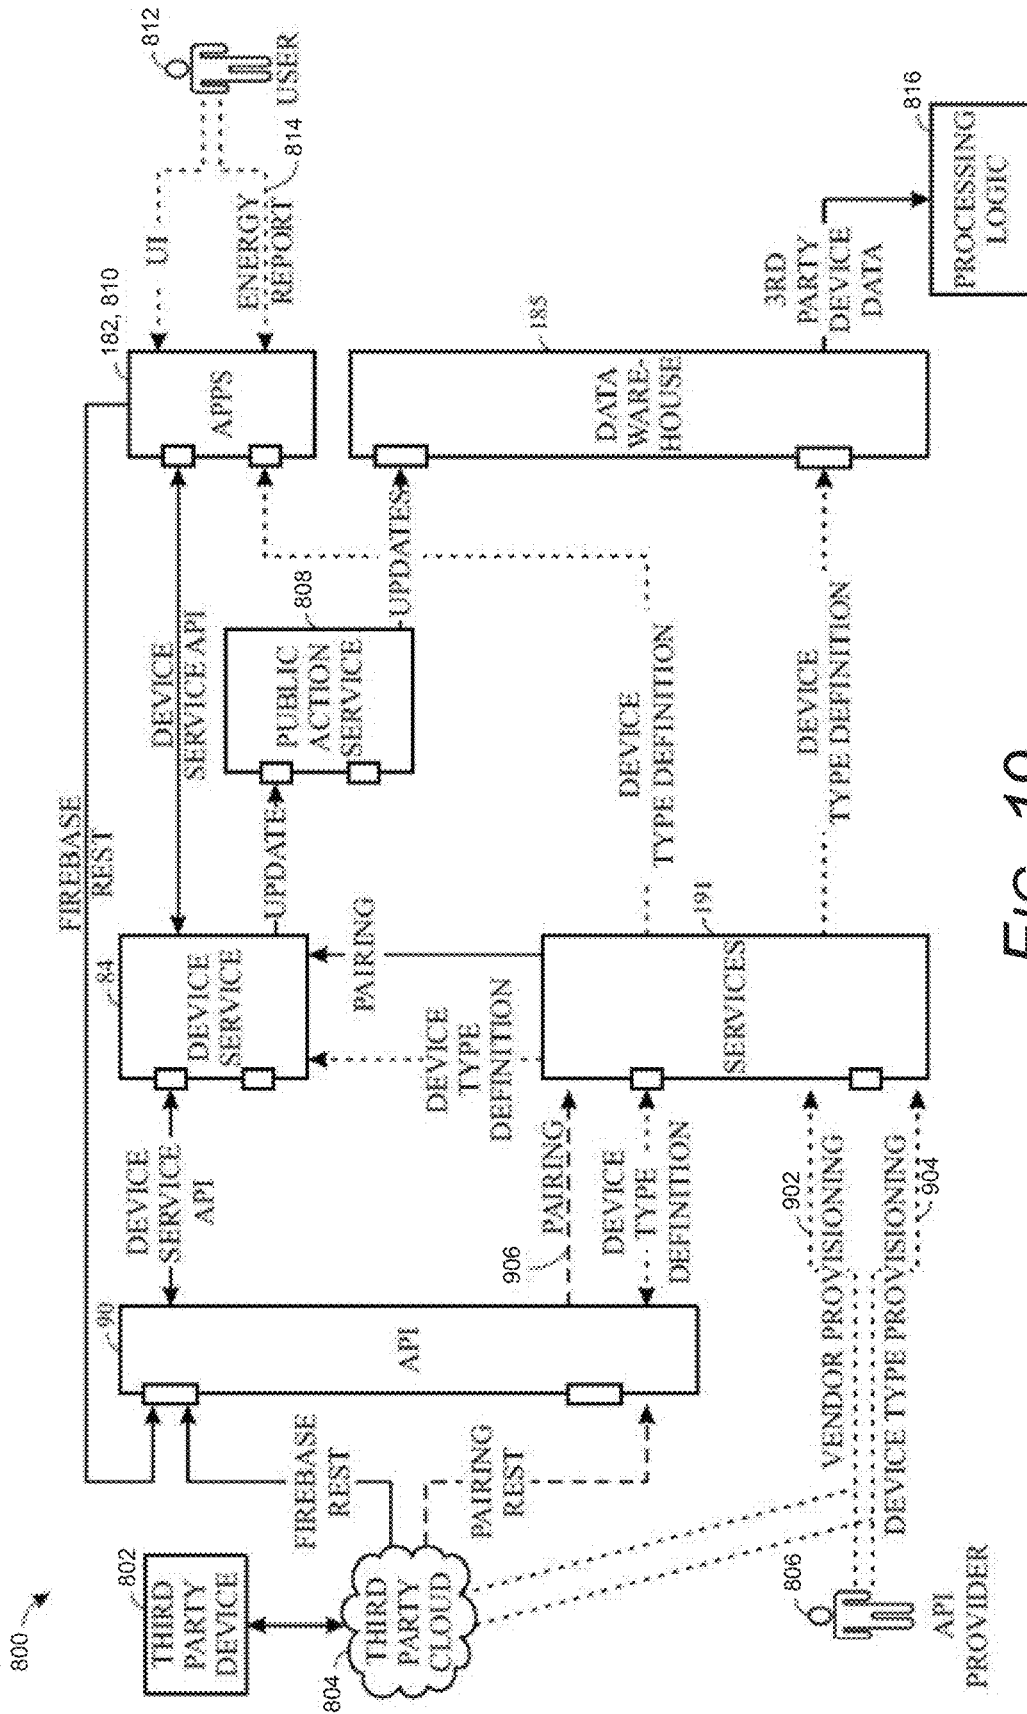 800
THIRD
PARTY
DEVICE
802
THIRD
PARTY
CLOUD
804
806
API
PROVIDER
FIREBASE
REST
FIREBASE
REST
PAIRING
REST
VENDOR PROVISIONING
902
DEVICE TYPE PROVISIONING
904
API
90
DEVICE
SERVICE
API
906
PAIRING
DEVICE
TYPE
DEFINITION
DEVICE
SERVICE
84
DEVICE
TYPE
DEFINITION
PAIRING
SERVICES
191
UPDATE
PUBLIC
ACTION
SERVICE
808
DEVICE
SERVICE API
UPDATES
DEVICE
TYPE DEFINITION
DEVICE
TYPE DEFINITION
APPS
182, 810
DATA
WARE-
HOUSE
185
UI
ENERGY
REPORT
814
812
USER
3RD
PARTY
DEVICE
DATA
PROCESSING
LOGIC
816